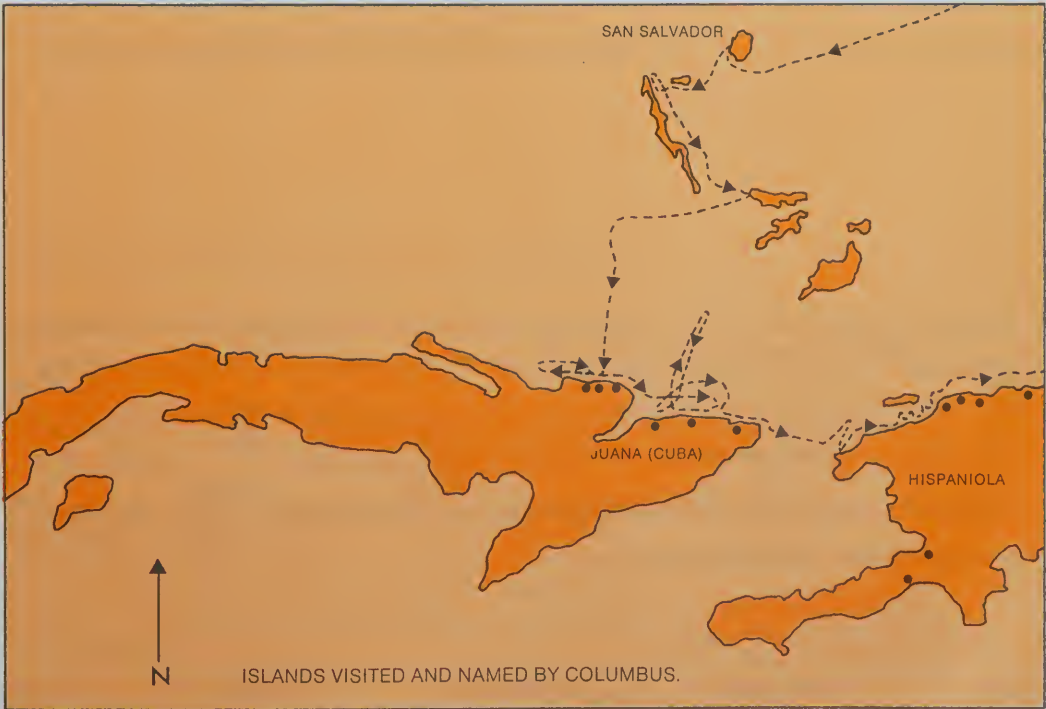 SAN SALVADOR
JUANA (CUBA)
HISPANIOLA
N
ISLANDS VISITED AND NAMED BY COLUMBUS.